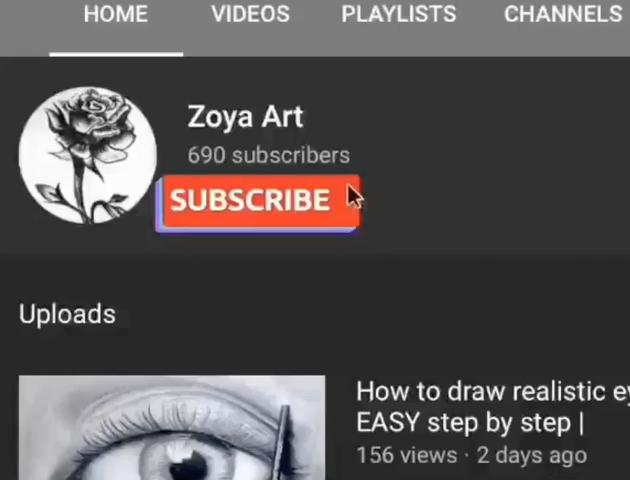 HOME VIDEOS PLAYLISTS CHANNELS
Zoya Art
690 subscribers
SUBSCRIBE
Uploads
How to draw realistic
EASY step by step |
156 views · 2 days ago